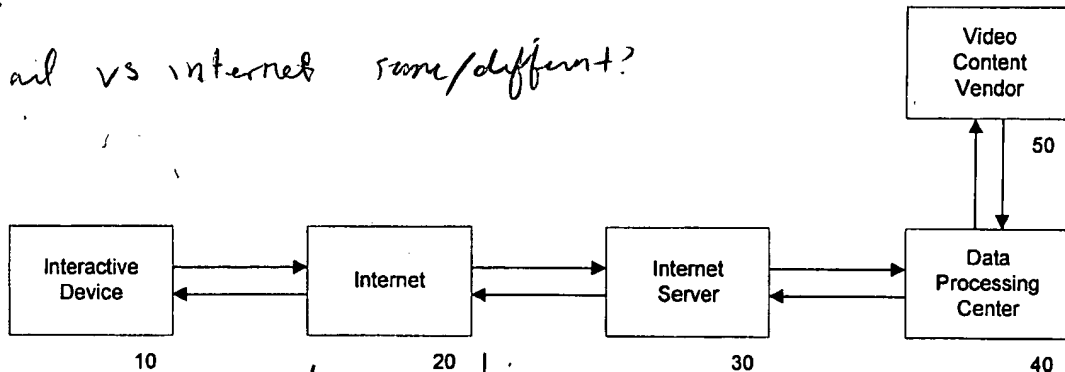 vs internet same/different?
Video
Content
Vendor
50
Interactive
Device
10
Internet
20
Internet
Server
30
Data
Processing
Center
40